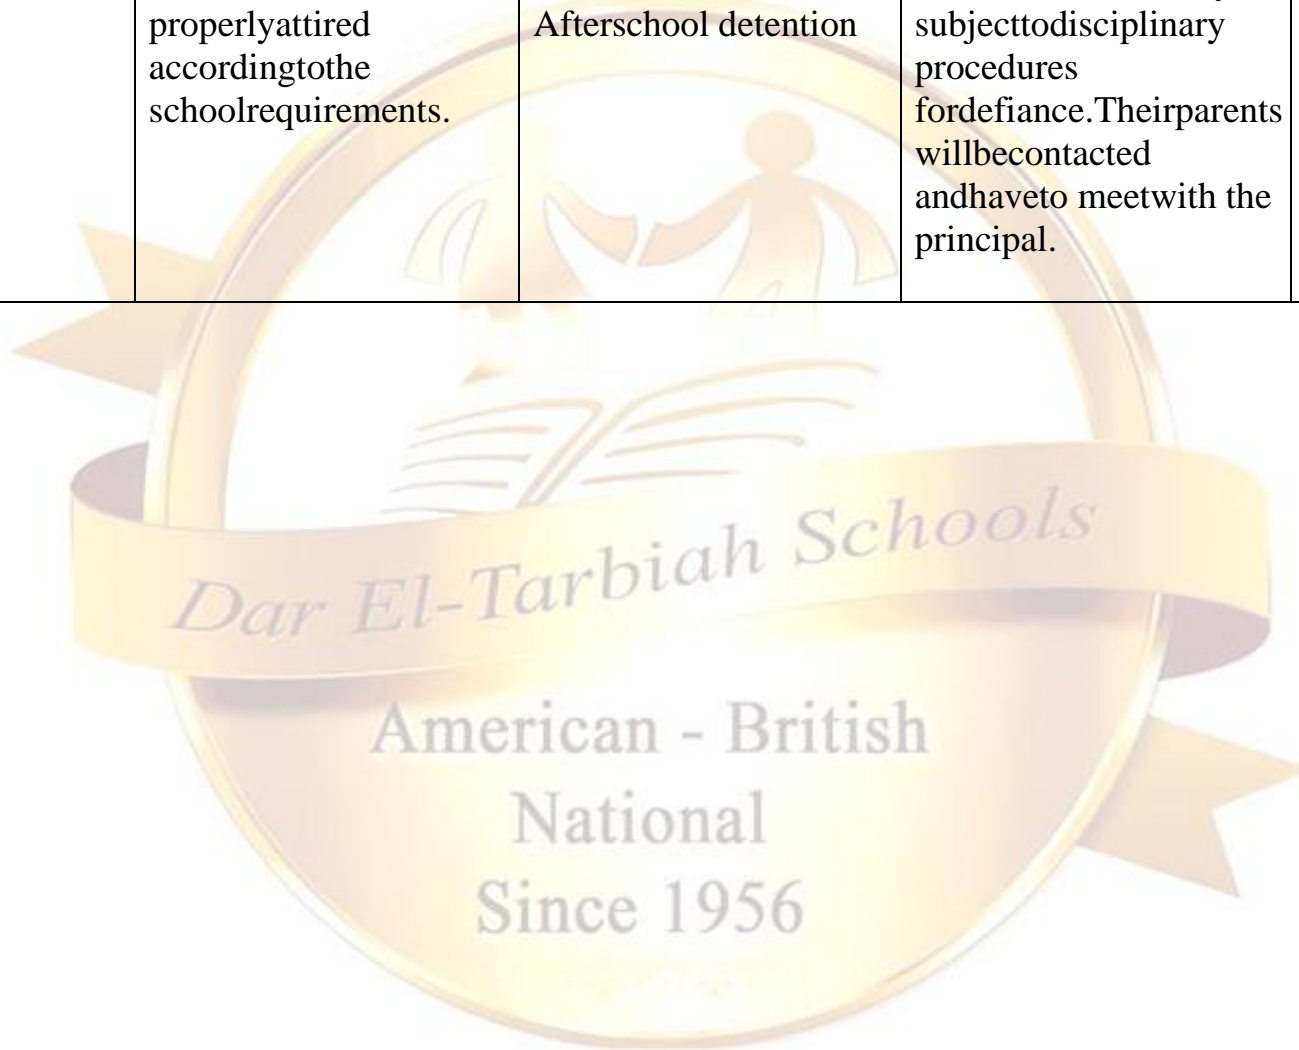 properlyattired
accordingtothe
schoolrequirements.
Afterschool detention
subjecttodisciplinary
procedures
fordefiance.Theirparents
willbecontacted
andhaveto meetwith the
principal.
Dar El-Tarbiah Schools
American - British
National
Since 1956